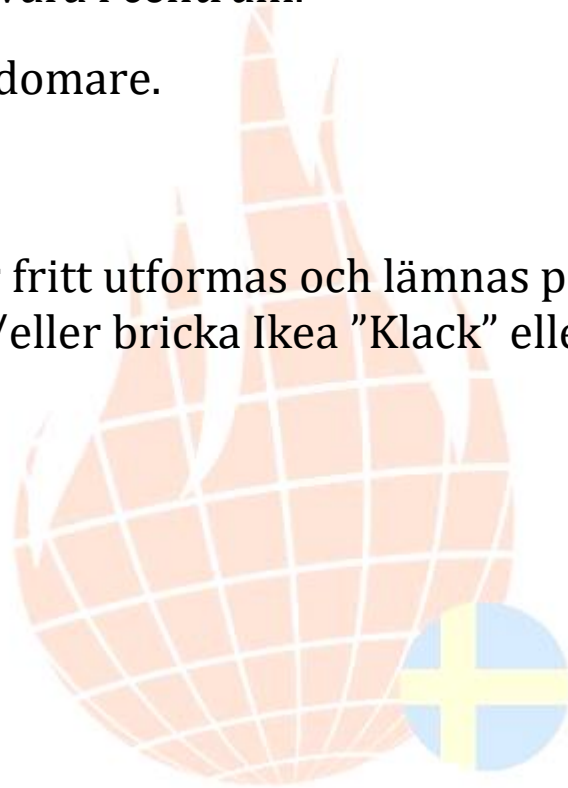 domare.
fritt utformas och lämnas p
/eller bricka Ikea ”Klack” elle